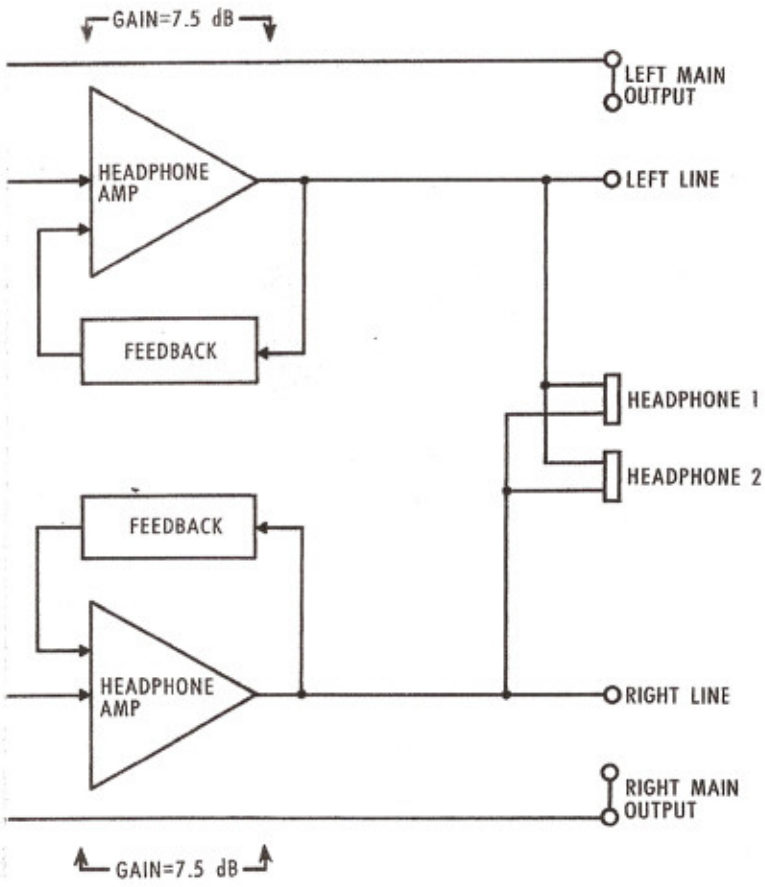 GAIN=7.5 dB
LEFT MAIN
OUTPUT
HEADPHONE
AMP
LEFT LINE
FEEDBACK
HEADPHONE 1
HEADPHONE 2
FEEDBACK
HEADPHONE
AMP
RIGHT LINE
RIGHT MAIN
OUTPUT
GAIN=7.5 dB